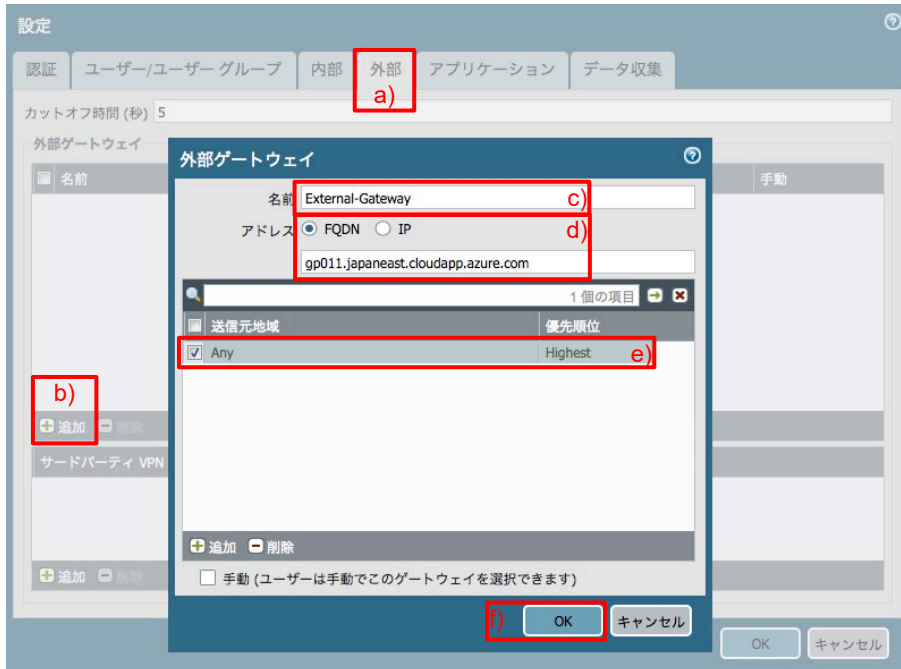 設定
認証 ユーザー/ユーザー グループ 内部 外部 アプリケーション データ収集
a)
カットオフ時間 (秒) 5
外部ゲートウェイ
名前 手動
外部ゲートウェイ
名前 External-Gateway c)
アドレス FQDN IP d)
gp011.japaneast.cloudapp.azure.com
1 個の項目
送信元地域 優先順位
Any Highest e)
b)
追加 削除
サードパーティ VPN
追加 削除
追加 削除
手動 (ユーザーは手動でこのゲートウェイを選択できます)
f) OK キャンセル
OK キャンセル